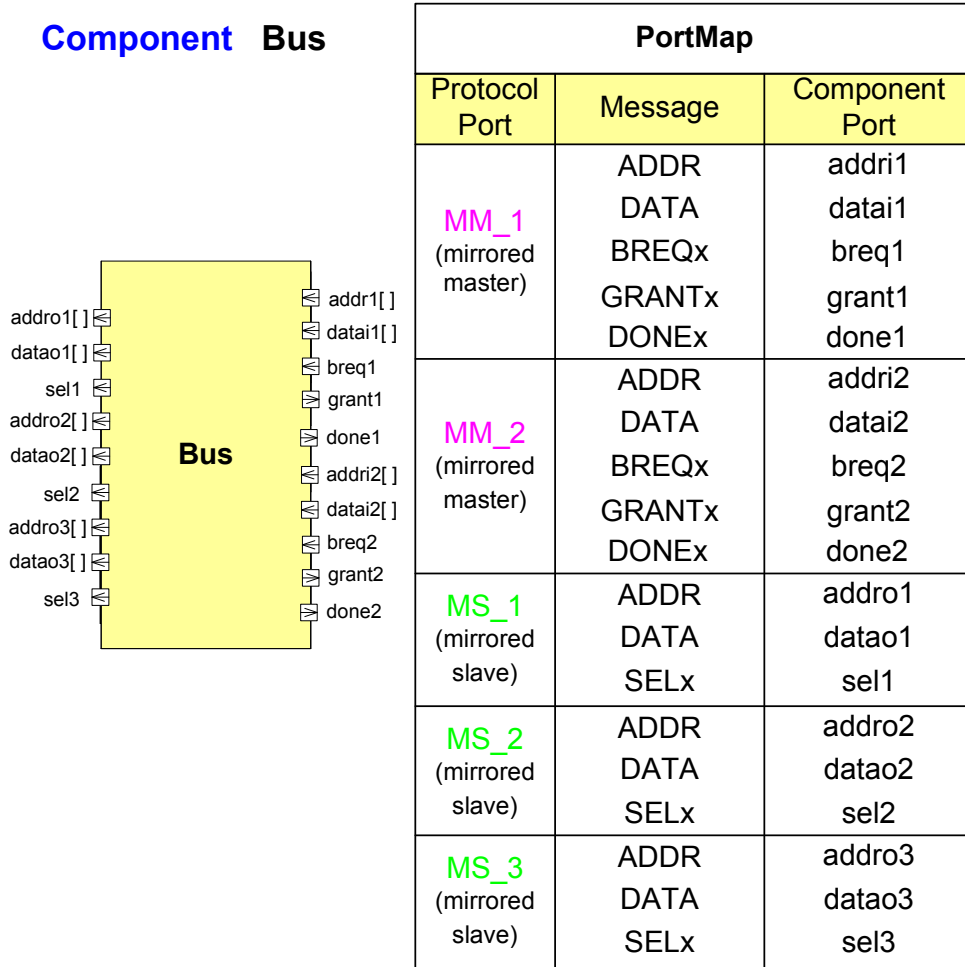 Component Bus
addro1[ ]
datao1[ ]
sel1
addro2[ ]
datao2[ ]
sel2
addro3[ ]
datao3[ ]
sel3
Bus
addr1[ ]
datai1[ ]
breq1
grant1
done1
addri2[ ]
datai2[ ]
breq2
grant2
done2
PortMap
Protocol
Port
Message
Component
Port
MM_1
(mirrored
master)
ADDR addri1
DATA datai1
BREQx breq1
GRANTx grant1
DONEx done1
MM_2
(mirrored
master)
ADDR addri2
DATA datai2
BREQx breq2
GRANTx grant2
DONEx done2
MS_1
(mirrored
slave)
ADDR addro1
DATA datao1
SELx sel1
MS_2
(mirrored
slave)
ADDR addro2
DATA datao2
SELx sel2
MS_3
(mirrored
slave)
ADDR addro3
DATA datao3
SELx sel3